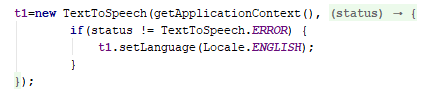 t1=new TextToSpeech(getApplicationContext(), (status) → {
if(status != TextToSpeech.ERROR) {
t1.setLanguage(Locale.ENGLISH);
}
});